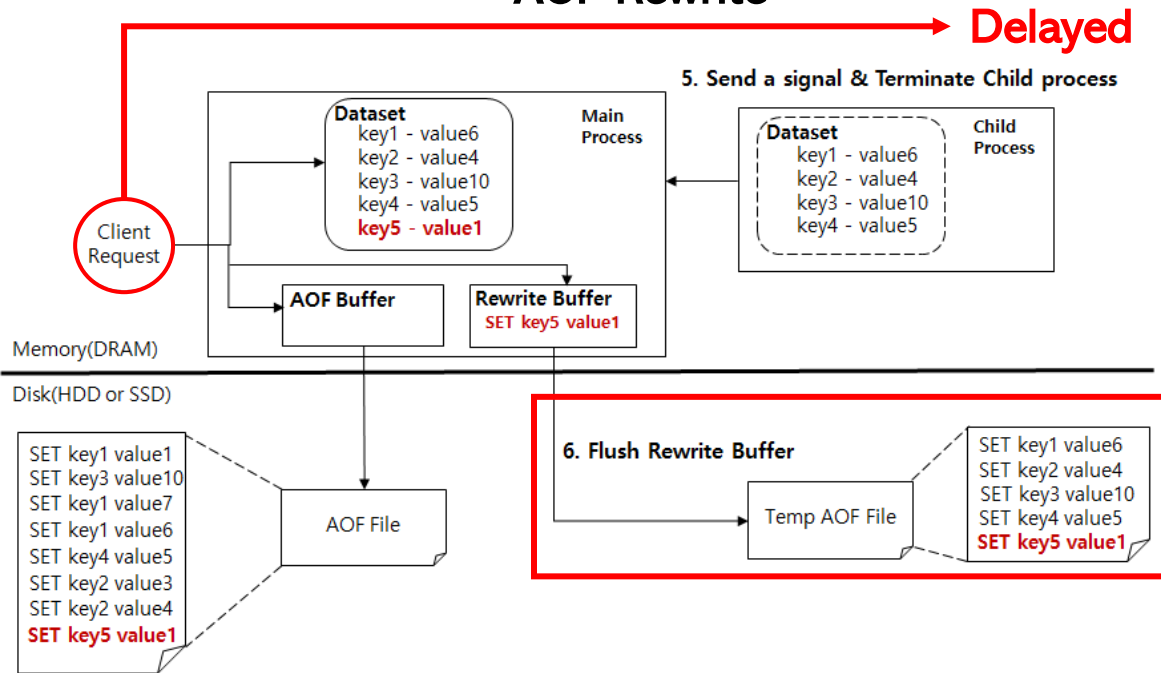 AOF Rewrite
Delayed
5. Send a signal & Terminate Child process
Dataset
key1 - value6
key2 - value4
key3 - value10
key4 - value5
key5 - value1
Main
Process
Dataset
key1 - value6
key2 - value4
key3 - value10
key4 - value5
Child
Process
Client
Request
AOF Buffer
Rewrite Buffer
SET key5 value1
Memory(DRAM)
Disk(HDD or SSD)
SET key1 value1
SET key3 value10
SET key1 value7
SET key1 value6
SET key4 value5
SET key2 value3
SET key2 value4
SET key5 value1
AOF File
6. Flush Rewrite Buffer
Temp AOF File
SET key1 value6
SET key2 value4
SET key3 value10
SET key4 value5
SET key5 value1